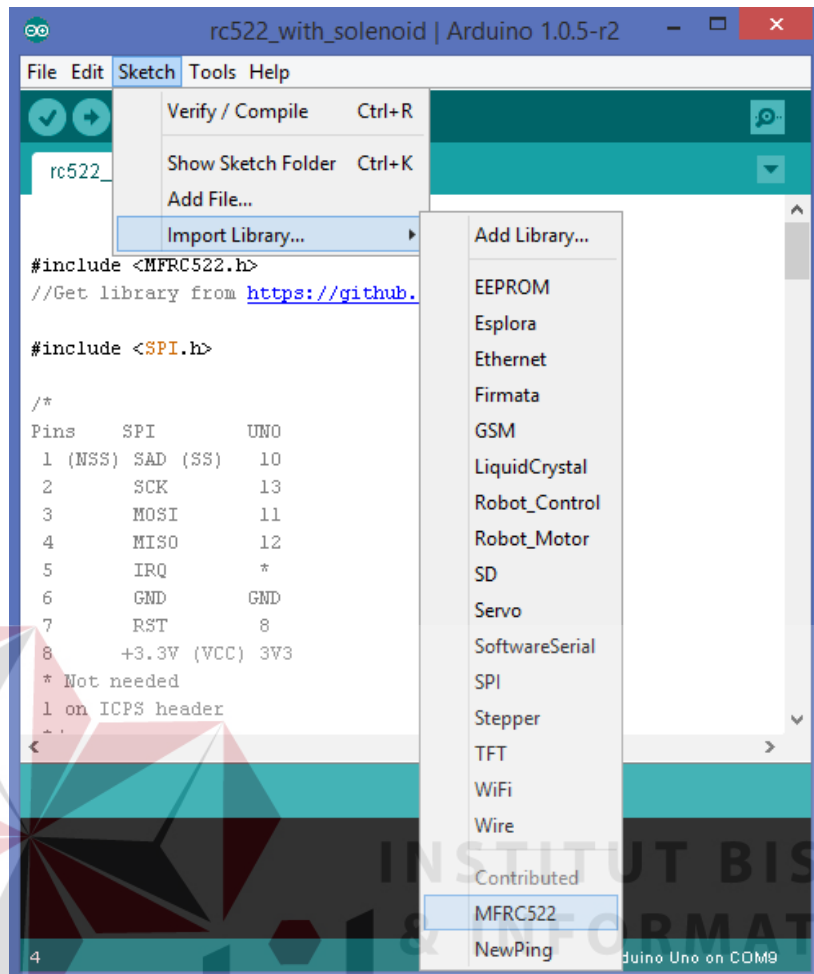 rc522_with_solenoid | Arduino 1.0.5-r2
File Edit Sketch Tools Help
Verify / Compile Ctrl+R
Show Sketch Folder Ctrl+K
Add File...
Import Library...
rc522_
#include <MFRC522.h>
//Get library from https://github.
#include <SPI.h>
/*
Pins SPI UNO
1 (NSS) SAD (SS) 10
2 SCK 13
3 MOSI 11
4 MISO 12
5 IRQ *
6 GND GND
7 RST 8
8 +3.3V (VCC) 3V3
* Not needed
1 on ICPS header
Add Library...
EEPROM
Esplora
Ethernet
Firmata
GSM
LiquidCrystal
Robot_Control
Robot_Motor
SD
Servo
SoftwareSerial
SPI
Stepper
TFT
WiFi
Wire
Contributed
MFRC522
NewPing
INSTITUT BIS
& INFORMAT
4
duino Uno on COM9